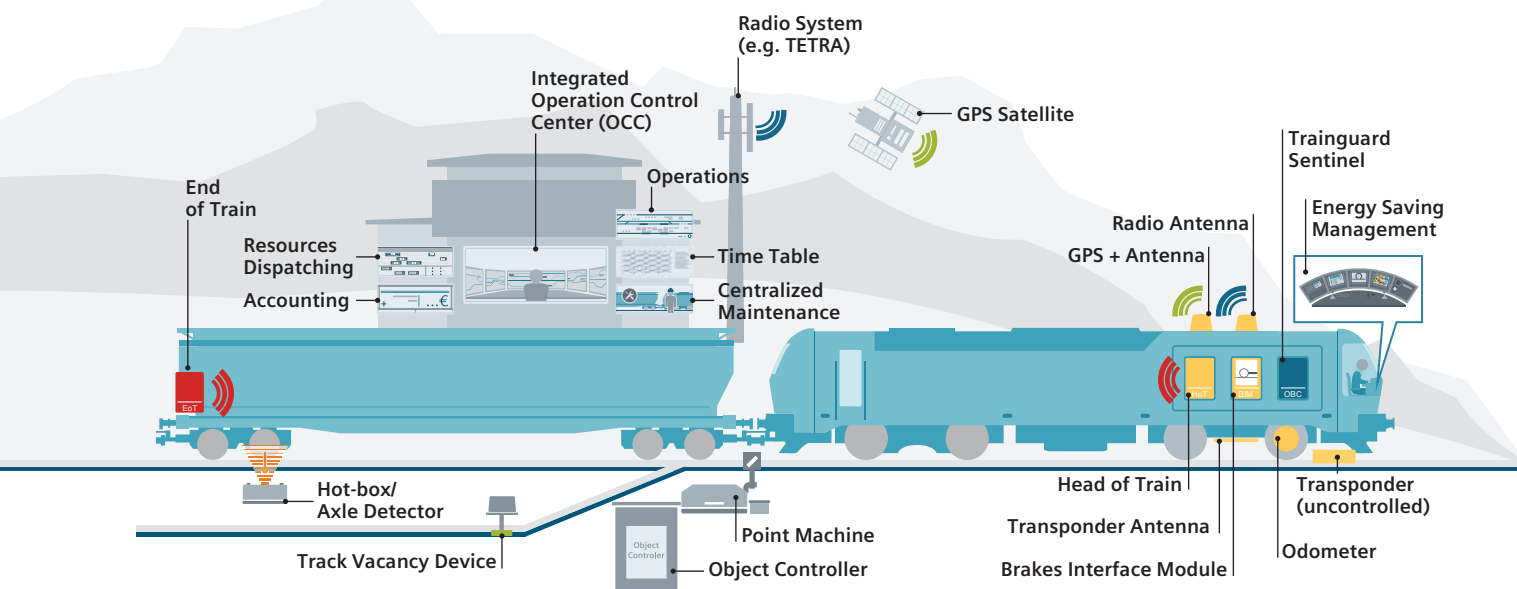 Radio System
(e.g. TETRA)
Integrated
Operation Control
Center (OCC)
GPS Satellite
Trainguard
Sentinel
End
of Train
Operations
Energy Saving
Management
Radio Antenna
Resources
Dispatching
Time Table
GPS + Antenna
Accounting
...€
Centralized
Maintenance
EoT
HoT
BIM
OBC
Hot-box/
Axle Detector
Head of Train
Transponder
(uncontrolled)
Transponder Antenna
Point Machine
Object
Controler
Track Vacancy Device
Object Controller
Odometer
Brakes Interface Module